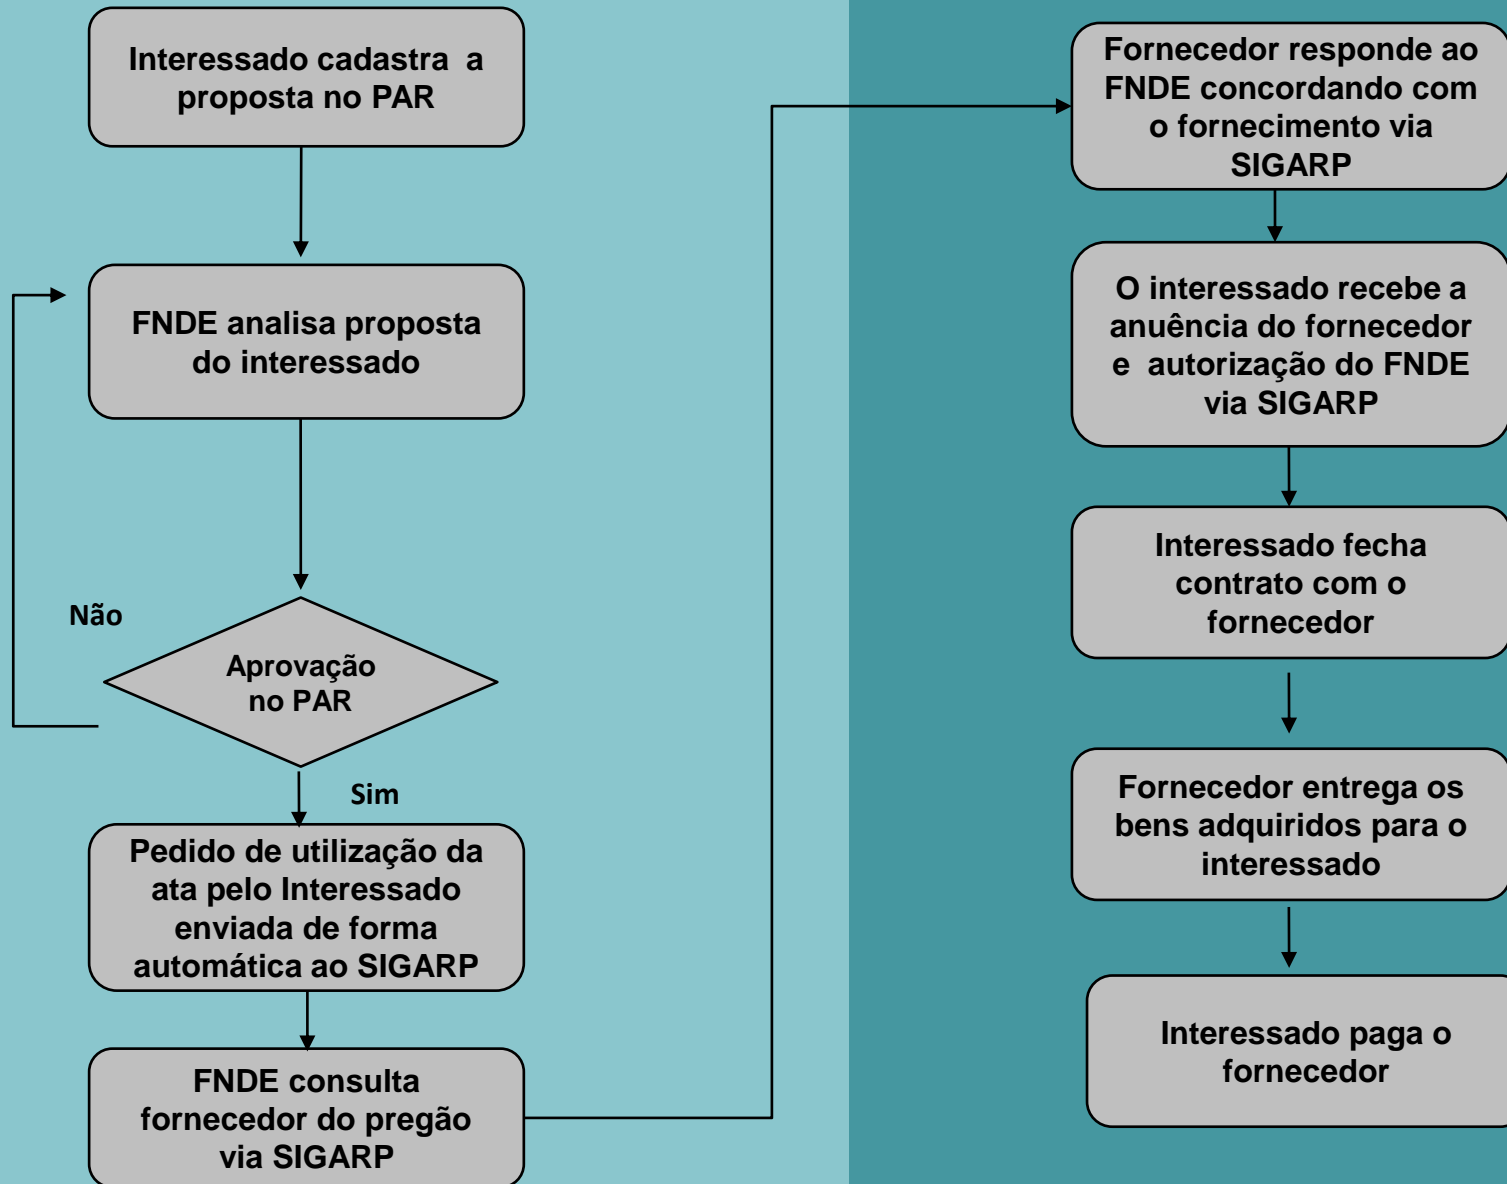 Interessado cadastra a
proposta no PAR
FNDE analisa proposta
do interessado
Não
Aprovação
no PAR
Sim
Pedido de utilização da
ata pelo Interessado
enviada de forma
automática ao SIGARP
FNDE consulta
fornecedor do pregão
via SIGARP
Fornecedor responde ao
FNDE concordando com
o fornecimento via
SIGARP
O interessado recebe a
anuência do fornecedor
e autorização do FNDE
via SIGARP
Interessado fecha
contrato com o
fornecedor
Fornecedor entrega os
bens adquiridos para o
interessado
Interessado paga o
fornecedor